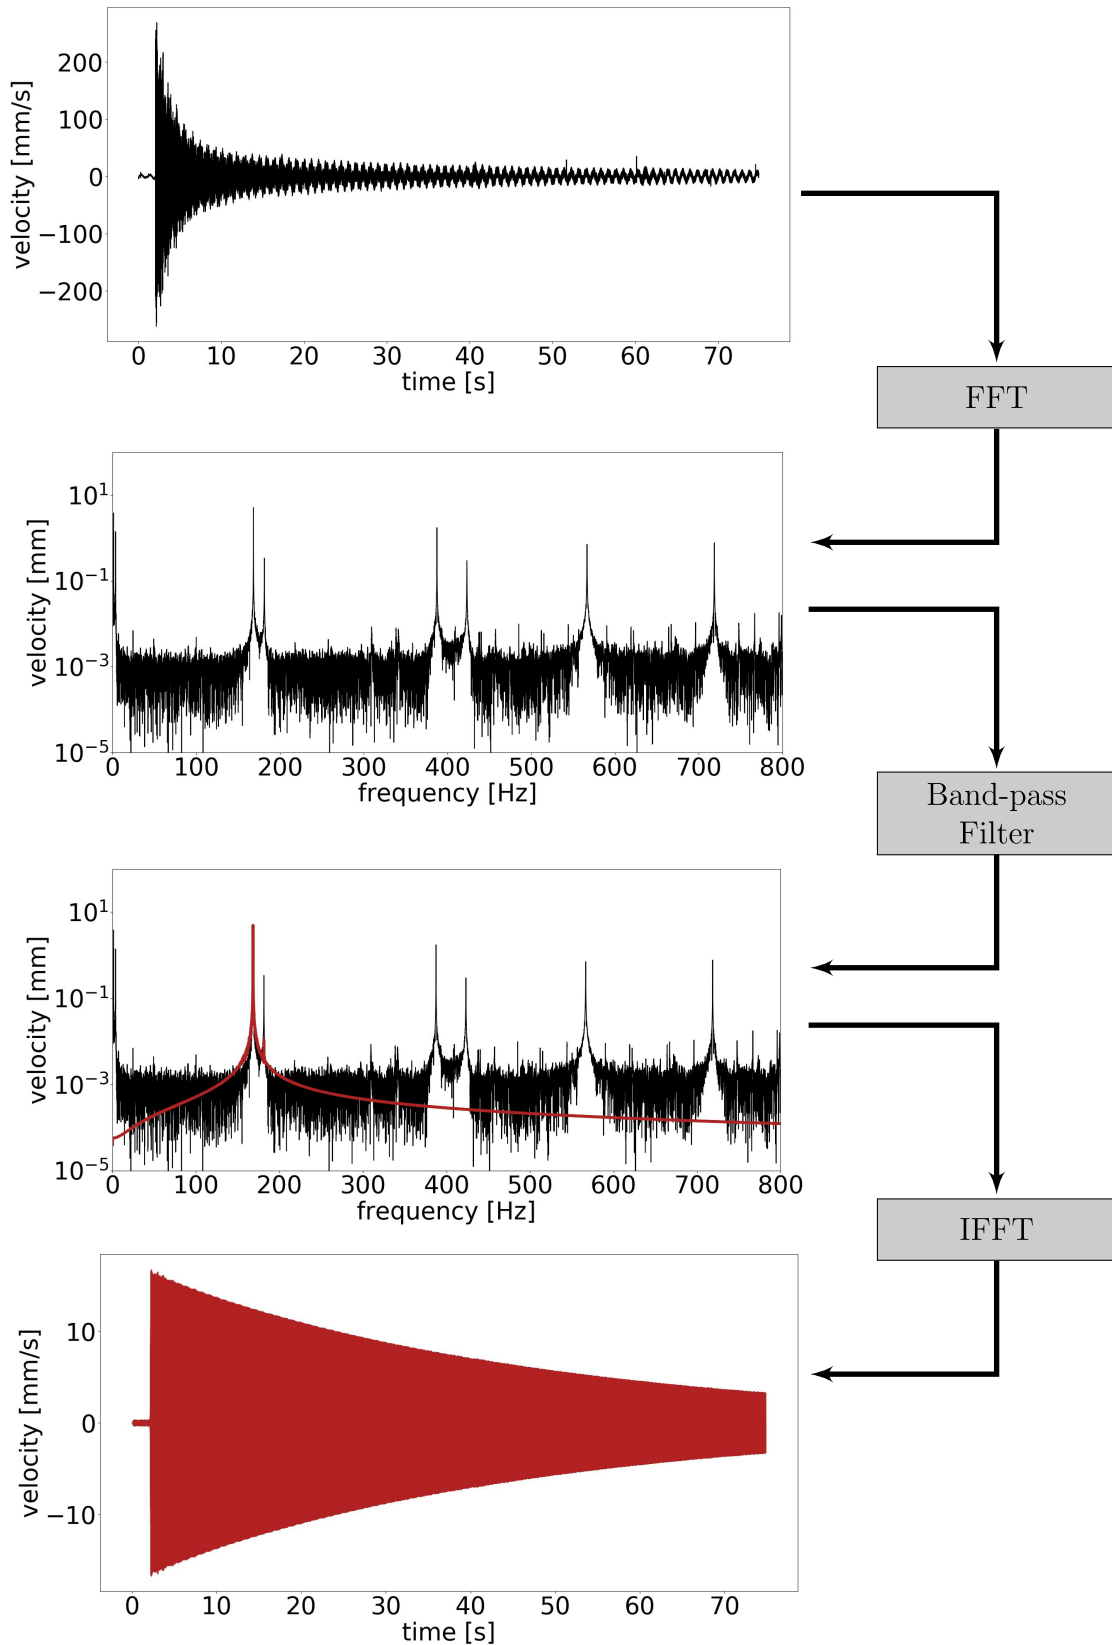 200
100
0
−100
−200
velocity [mm/s]
0 10 20 30 40 50 60 70
time [s]
FFT
10¹
10⁻¹
10⁻³
10⁻⁵
velocity [mm]
0 100 200 300 400 500 600 700 800
frequency [Hz]
Band-pass
Filter
10¹
10⁻¹
10⁻³
10⁻⁵
velocity [mm]
0 100 200 300 400 500 600 700 800
frequency [Hz]
IFFT
10
0
−10
velocity [mm/s]
0 10 20 30 40 50 60 70
time [s]